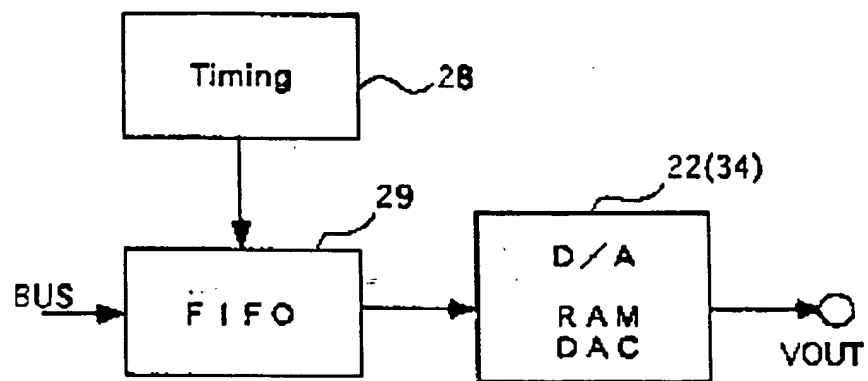 Timing
28
22(34)
29
D/A
BUS
FIFO
RAM
DAC
VOUT